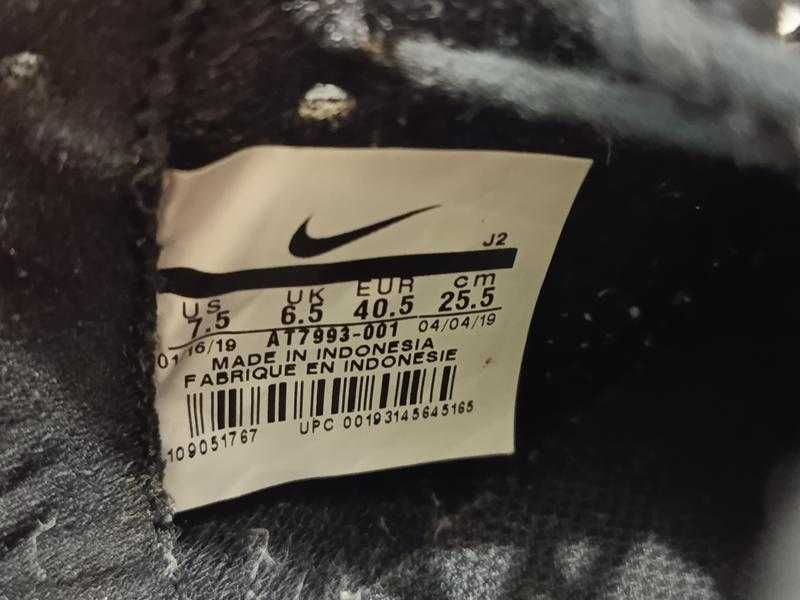 J2
US UK EUR cm
7.5 6.5 40.5 25.5
01/16/19 AT7993-001 04/04/19
MADE IN INDONESIA
FABRIQUE EN INDONESIE
109051767 UPC 00193145645165